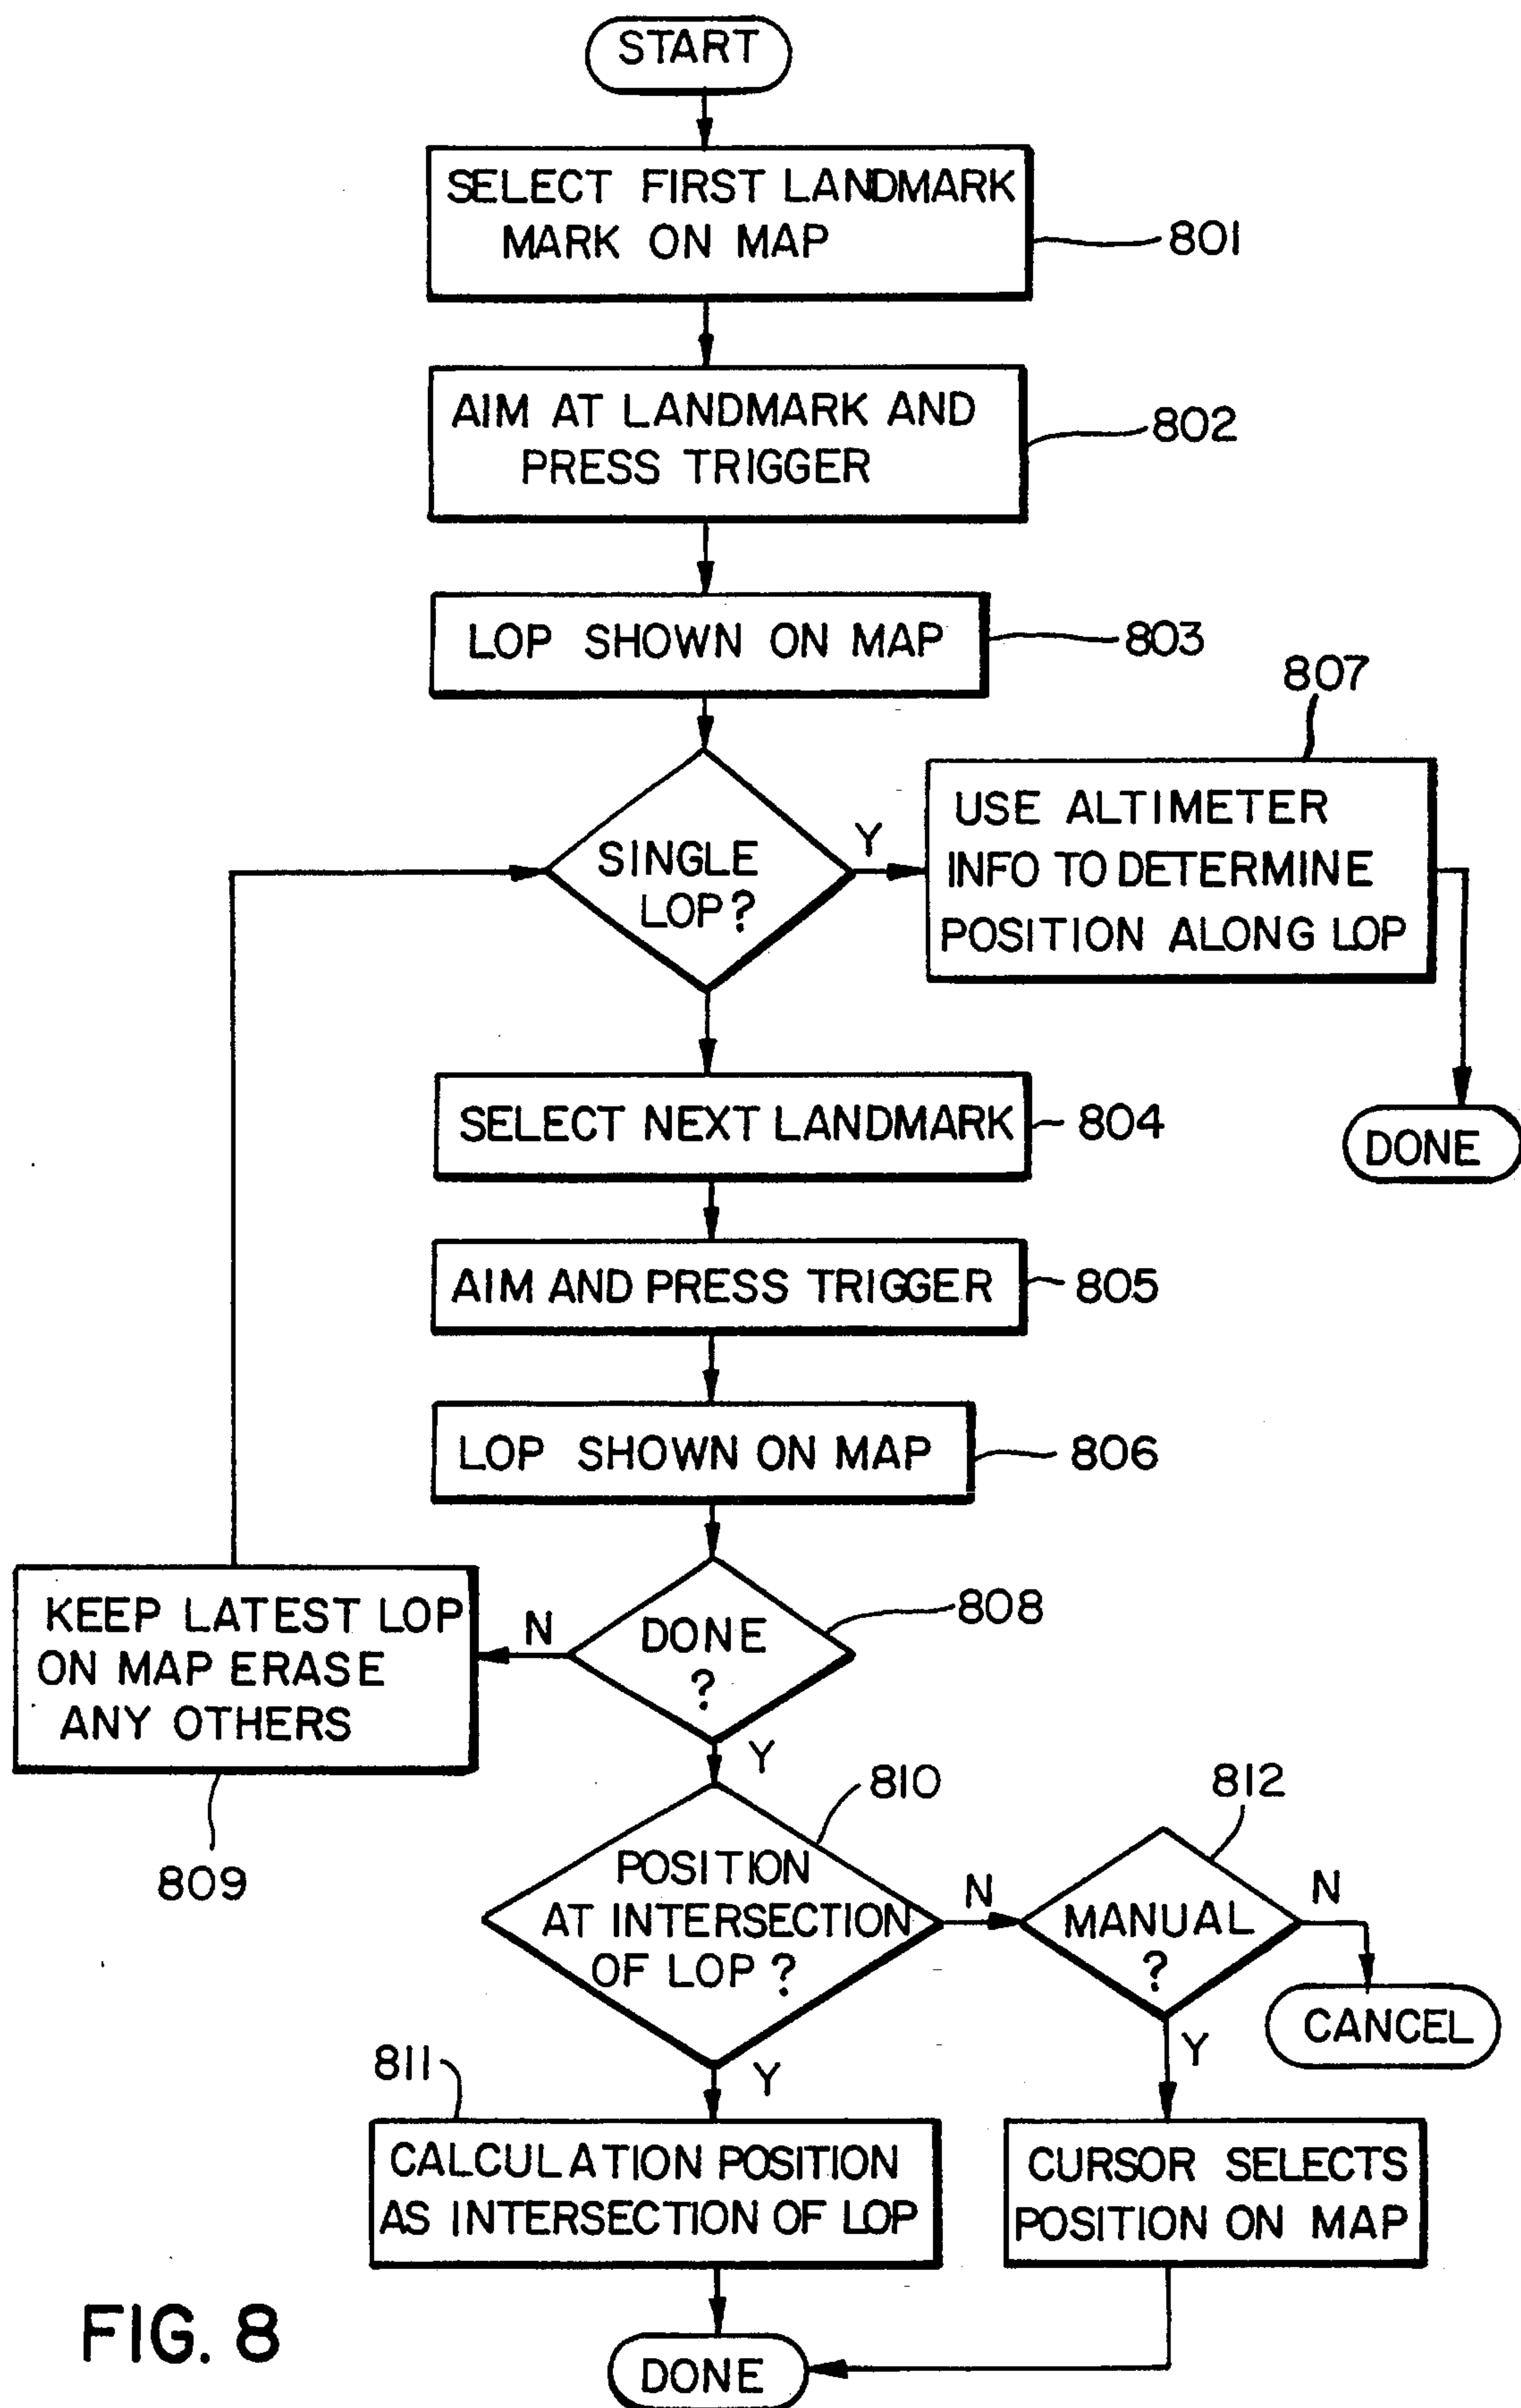 START
SELECT FIRST LANDMARK
MARK ON MAP
801
AIM AT LANDMARK AND
PRESS TRIGGER
802
LOP SHOWN ON MAP
803
807
SINGLE
LOP?
Y
USE ALTIMETER
INFO TO DETERMINE
POSITION ALONG LOP
SELECT NEXT LANDMARK
804
DONE
AIM AND PRESS TRIGGER
805
LOP SHOWN ON MAP
806
KEEP LATEST LOP
ON MAP ERASE
ANY OTHERS
809
N
DONE
?
808
Y
810
812
POSITION
AT INTERSECTION
OF LOP?
N
MANUAL
?
N
CANCEL
811
Y
Y
CALCULATION POSITION
AS INTERSECTION OF LOP
CURSOR SELECTS
POSITION ON MAP
FIG. 8
DONE